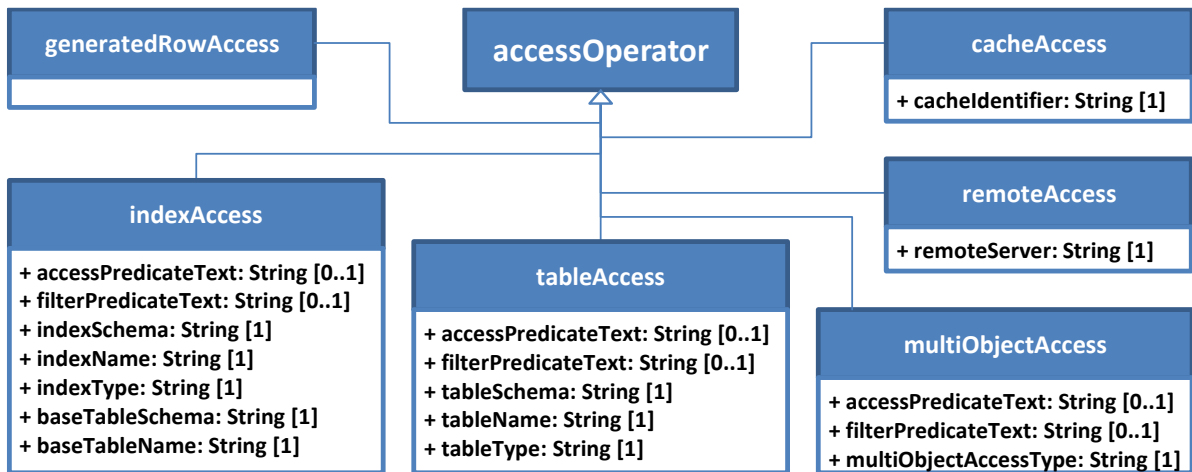 generatedRowAccess
accessOperator
cacheAccess
+ cacheIdentifier: String [1]
indexAccess
+ accessPredicateText: String [0..1]
+ filterPredicateText: String [0..1]
+ indexSchema: String [1]
+ indexName: String [1]
+ indexType: String [1]
+ baseTableSchema: String [1]
+ baseTableName: String [1]
tableAccess
+ accessPredicateText: String [0..1]
+ filterPredicateText: String [0..1]
+ tableSchema: String [1]
+ tableName: String [1]
+ tableType: String [1]
remoteAccess
+ remoteServer: String [1]
multiObjectAccess
+ accessPredicateText: String [0..1]
+ filterPredicateText: String [0..1]
+ multiObjectAccessType: String [1]